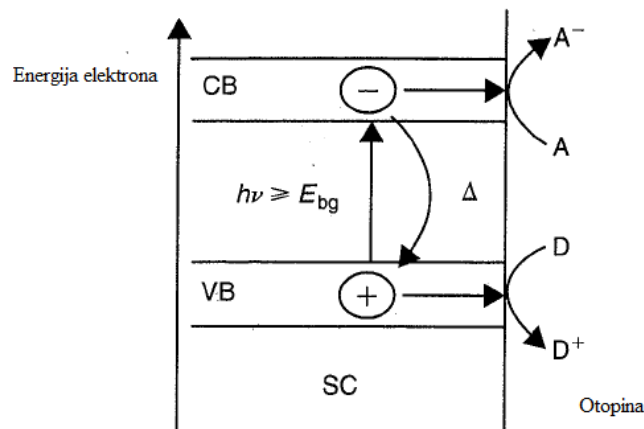 A⁻
Energija elektrona
CB
−
A
hν ⩾ E_bg
Δ
D
VB
+
D⁺
SC
Otopina